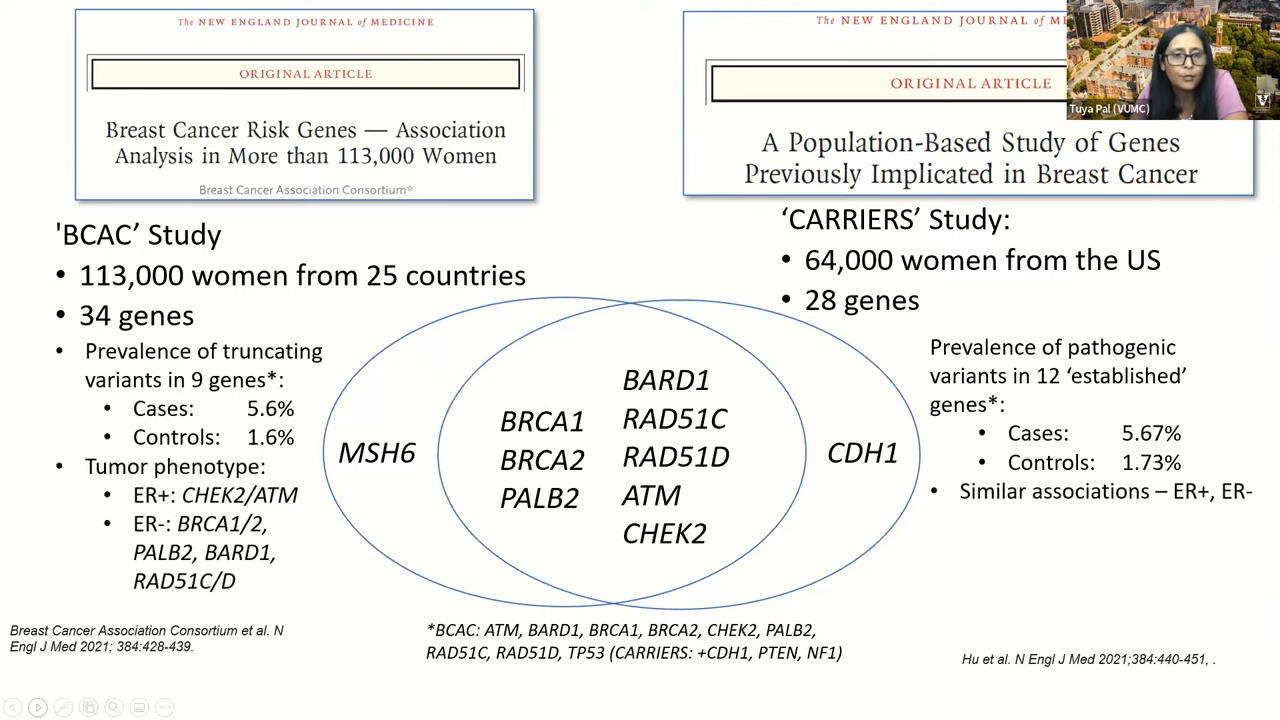 The NEW ENGLAND JOURNAL of MEDICINE
ORIGINAL ARTICLE
Breast Cancer Risk Genes — Association
Analysis in More than 113,000 Women
Breast Cancer Association Consortium*
The NEW ENGLAND JOURNAL of ME
ORIGINAL ARTICLE
A Population-Based Study of Genes
Previously Implicated in Breast Cancer
Tuya Pal (VUMC)
V
'BCAC’ Study
• 113,000 women from 25 countries
• 34 genes
• Prevalence of truncating
variants in 9 genes*:
• Cases: 5.6%
• Controls: 1.6%
• Tumor phenotype:
• ER+: CHEK2/ATM
• ER-: BRCA1/2,
PALB2, BARD1,
RAD51C/D
MSH6
BRCA1
BRCA2
PALB2
BARD1
RAD51C
RAD51D
ATM
CHEK2
CDH1
‘CARRIERS’ Study:
• 64,000 women from the US
• 28 genes
Prevalence of pathogenic
variants in 12 ‘established’
genes*:
• Cases: 5.67%
• Controls: 1.73%
• Similar associations – ER+, ER-
Breast Cancer Association Consortium et al. N
Engl J Med 2021; 384:428-439.
*BCAC: ATM, BARD1, BRCA1, BRCA2, CHEK2, PALB2,
RAD51C, RAD51D, TP53 (CARRIERS: +CDH1, PTEN, NF1)
Hu et al. N Engl J Med 2021;384:440-451, .